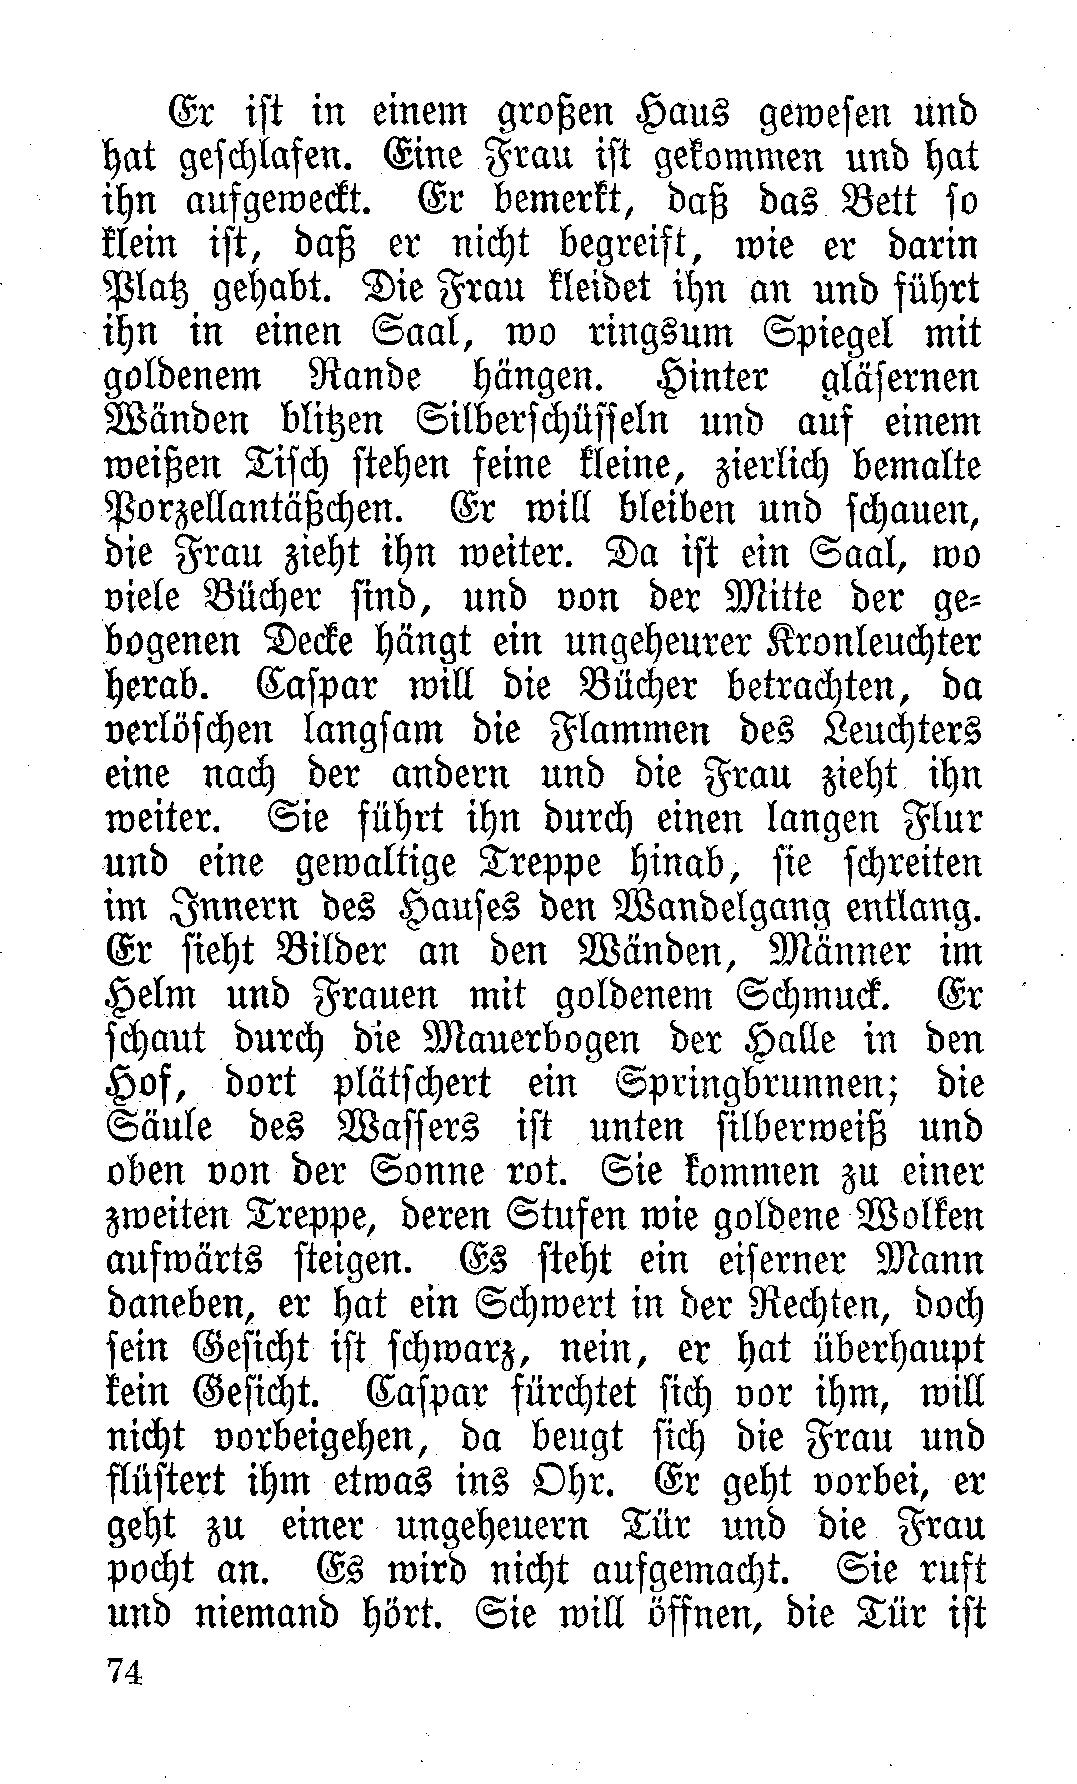 Er ist in einem großen Haus gewesen und
hat geschlafen. Eine Frau ist gekommen und hat
ihn aufgeweckt. Er bemerkt, daß das Bett so
klein ist, daß er nicht begreift, wie er darin
Platz gehabt. Die Frau kleidet ihn an und führt
ihn in einen Saal, wo ringsum Spiegel mit
goldenem Rande hängen. Hinter gläsernen
Wänden blitzen Silberschüsseln und auf einem
weißen Tisch stehen feine kleine, zierlich bemalte
Porzellantäßchen. Er will bleiben und schauen,
die Frau zieht ihn weiter. Da ist ein Saal, wo
viele Bücher sind, und von der Mitte der ge-
bogenen Decke hängt ein ungeheurer Kronleuchter
herab. Caspar will die Bücher betrachten, da
verlöschen langsam die Flammen des Leuchters
eine nach der andern und die Frau zieht ihn
weiter. Sie führt ihn durch einen langen Flur
und eine gewaltige Treppe hinab, sie schreiten
im Innern des Hauses den Wandelgang entlang.
Er sieht Bilder an den Wänden, Männer im
Helm und Frauen mit goldenem Schmuck. Er
schaut durch die Mauerbogen der Halle in den
Hof, dort plätschert ein Springbrunnen; die
Säule des Wassers ist unten silberweiß und
oben von der Sonne rot. Sie kommen zu einer
zweiten Treppe, deren Stufen wie goldene Wolken
aufwärts steigen. Es steht ein eiserner Mann
daneben, er hat ein Schwert in der Rechten, doch
sein Gesicht ist schwarz, nein, er hat überhaupt
kein Gesicht. Caspar fürchtet sich vor ihm, will
nicht vorbeigehen, da beugt sich die Frau und
flüstert ihm etwas ins Ohr. Er geht vorbei, er
geht zu einer ungeheuern Tür und die Frau
pocht an. Es wird nicht aufgemacht. Sie ruft
und niemand hört. Sie will öffnen, die Tür ist
74